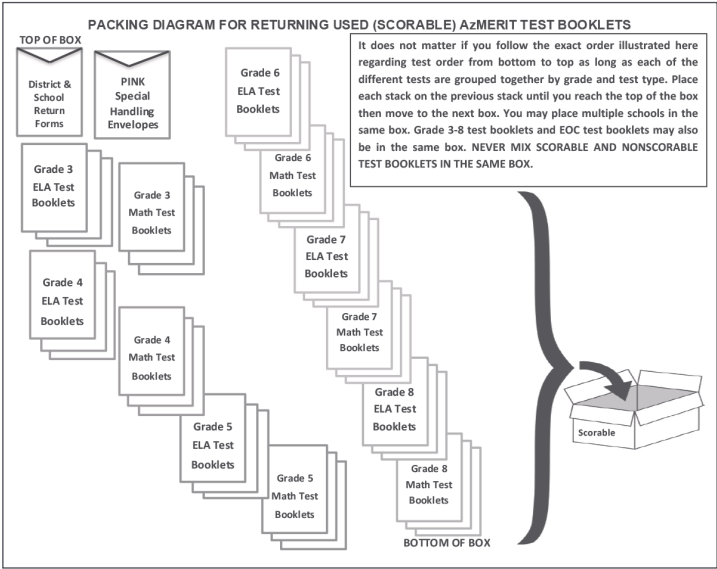 PACKING DIAGRAM FOR RETURNING USED (SCORABLE) AzMERIT TEST BOOKLETS
TOP OF BOX
District &
School
Return
Forms
PINK
Special
Handling
Envelopes
It does not matter if you follow the exact order illustrated here
regarding test order from bottom to top as long as each of the
different tests are grouped together by grade and test type. Place
each stack on the previous stack until you reach the top of the box
then move to the next box. You may place multiple schools in the
same box. Grade 3-8 test booklets and EOC test booklets may also
be in the same box. NEVER MIX SCORABLE AND NONSCORABLE
TEST BOOKLETS IN THE SAME BOX.
Grade 3
ELA Test
Booklets
Grade 3
Math Test
Booklets
Grade 4
ELA Test
Booklets
Grade 4
Math Test
Booklets
Grade 5
ELA Test
Booklets
Grade 5
Math Test
Booklets
Grade 6
ELA Test
Booklets
Grade 6
Math Test
Booklets
Grade 7
ELA Test
Booklets
Grade 7
Math Test
Booklets
Grade 8
ELA Test
Booklets
Grade 8
Math Test
Booklets
BOTTOM OF BOX
Scorable